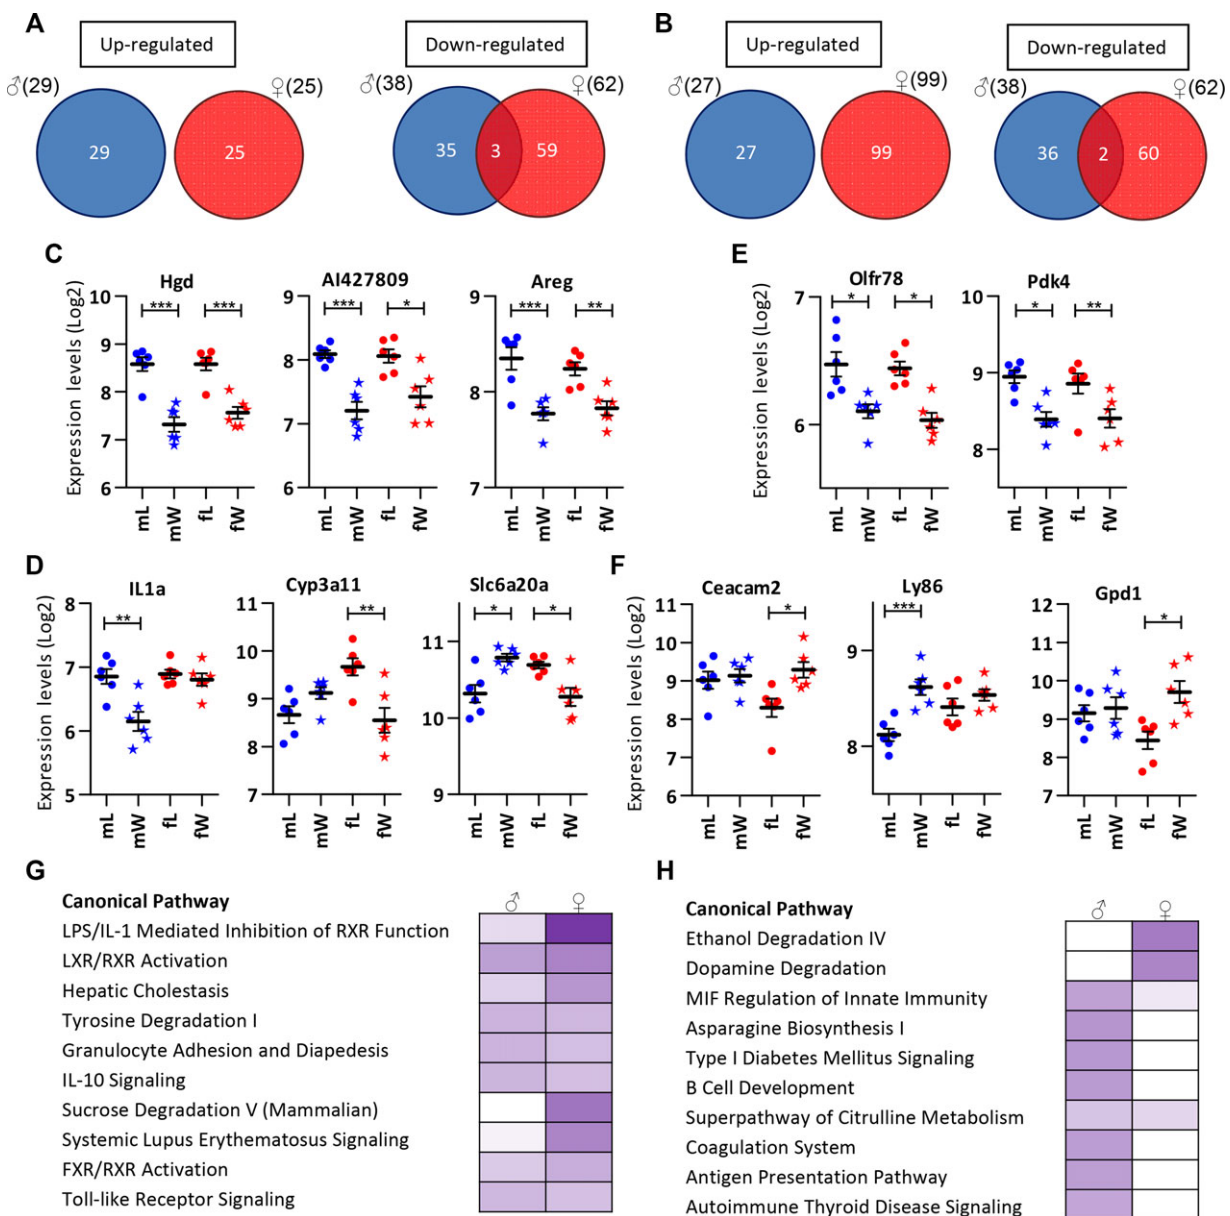 A
Up-regulated
Down-regulated
♂(29)
♀(25)
♂(38)
♀(62)
29
25
35
3
59
B
Up-regulated
Down-regulated
♂(27)
♀(99)
♂(38)
♀(62)
27
99
36
2
60
C
Expression levels (Log2)
Hgd
*** ***
10
9
8
7
6
mL mW fL fW
AI427809
*** *
9
8
7
6
mL mW fL fW
Areg
*** **
9
8
7
mL mW fL fW
E
Expression levels (Log2)
Olfr78
* *
7
6
mL mW fL fW
Pdk4
* **
10
9
8
mL mW fL fW
D
Expression levels (Log2)
IL1a
**
8
7
6
5
mL mW fL fW
Cyp3a11
**
11
10
9
8
7
mL mW fL fW
Slc6a20a
* *
11
10
9
mL mW fL fW
F
Expression levels (Log2)
Ceacam2
*
11
10
9
8
7
6
mL mW fL fW
Ly86
***
9
8
mL mW fL fW
Gpd1
*
12
11
10
9
8
7
mL mW fL fW
G
Canonical Pathway ♂ ♀
LPS/IL-1 Mediated Inhibition of RXR Function
LXR/RXR Activation
Hepatic Cholestasis
Tyrosine Degradation I
Granulocyte Adhesion and Diapedesis
IL-10 Signaling
Sucrose Degradation V (Mammalian)
Systemic Lupus Erythematosus Signaling
FXR/RXR Activation
Toll-like Receptor Signaling
H
Canonical Pathway ♂ ♀
Ethanol Degradation IV
Dopamine Degradation
MIF Regulation of Innate Immunity
Asparagine Biosynthesis I
Type I Diabetes Mellitus Signaling
B Cell Development
Superpathway of Citrulline Metabolism
Coagulation System
Antigen Presentation Pathway
Autoimmune Thyroid Disease Signaling